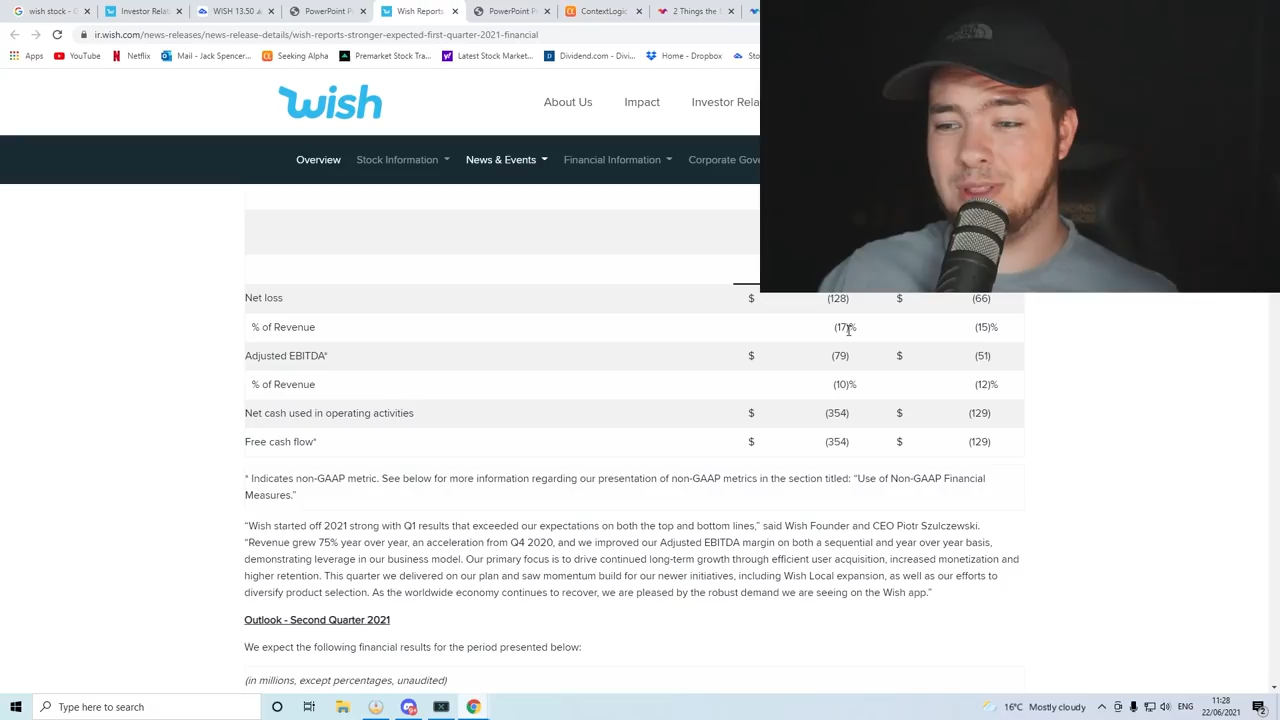 wish stock - G
Investor Rela
WISH 13.50
PowerPoint P
Wish Reports
PowerPoint P
ContextLogic
2 Things the
ir.wish.com/news-releases/news-release-details/wish-reports-stronger-expected-first-quarter-2021-financial
Apps YouTube Netflix Mail - Jack Spencer... Seeking Alpha Premarket Stock Tra... Latest Stock Market... Dividend.com - Divi... Home - Dropbox Sto
wish
About Us Impact Investor Rela
Overview Stock Information News & Events Financial Information Corporate Gove
Net loss $ (128) $ (66)
% of Revenue (17)% (15)%
Adjusted EBITDA* $ (79) $ (51)
% of Revenue (10)% (12)%
Net cash used in operating activities $ (354) $ (129)
Free cash flow* $ (354) $ (129)
* Indicates non-GAAP metric. See below for more information regarding our presentation of non-GAAP metrics in the section titled: “Use of Non-GAAP Financial
Measures.”
“Wish started off 2021 strong with Q1 results that exceeded our expectations on both the top and bottom lines,” said Wish Founder and CEO Piotr Szulczewski.
“Revenue grew 75% year over year, an acceleration from Q4 2020, and we improved our Adjusted EBITDA margin on both a sequential and year over year basis,
demonstrating leverage in our business model. Our primary focus is to drive continued long-term growth through efficient user acquisition, increased monetization and
higher retention. This quarter we delivered on our plan and saw momentum build for our newer initiatives, including Wish Local expansion, as well as our efforts to
diversify product selection. As the worldwide economy continues to recover, we are pleased by the robust demand we are seeing on the Wish app.”
Outlook - Second Quarter 2021
We expect the following financial results for the period presented below:
(in millions, except percentages, unaudited)
Type here to search
16°C Mostly cloudy
ENG
11:28
22/06/2021